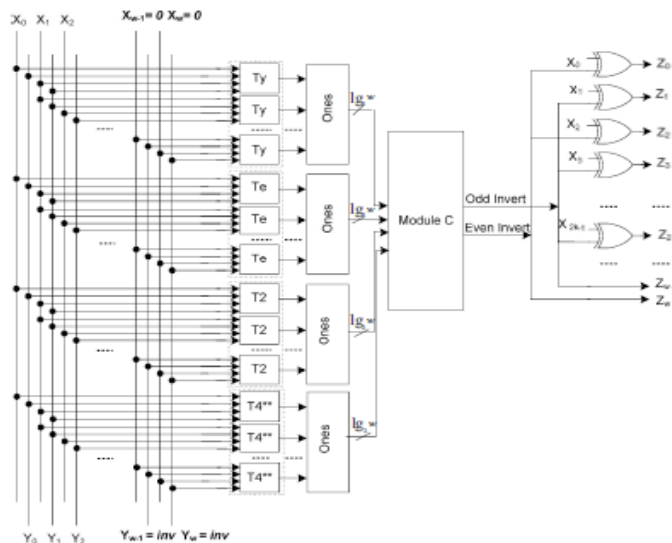 X0 X1 X2 Xw-1 = 0 Xw = 0
Ty
Ty
Ty
Ones
lg w
Te
Te
Te
Ones
lg w
T2
T2
T2
Ones
lg w
T4**
T4**
T4**
Ones
lg w
Module C
Odd Invert
Even Invert
X0 Z0
X1 Z1
X2 Z2
X3 Z3
X2k-1 Z2
Zw
Zw
Y0 Y1 Y2 Yw-1 = inv Yw = inv